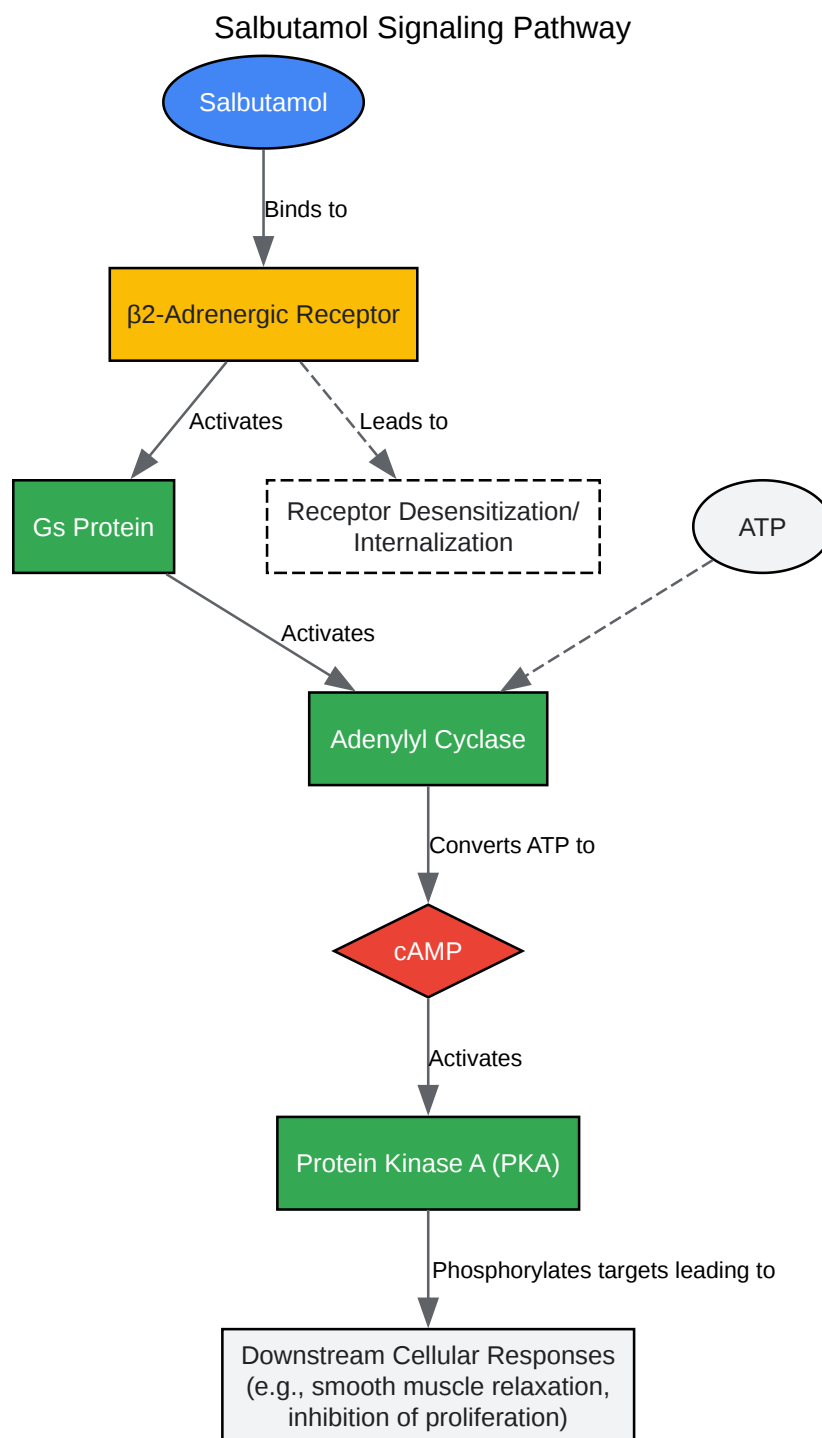 Salbutamol Signaling Pathway
Salbutamol
Binds to
β2-Adrenergic Receptor
Activates
Leads to
Gs Protein
Receptor Desensitization/
Internalization
ATP
Activates
Adenylyl Cyclase
Converts ATP to
cAMP
Activates
Protein Kinase A (PKA)
Phosphorylates targets leading to
Downstream Cellular Responses
(e.g., smooth muscle relaxation,
inhibition of proliferation)